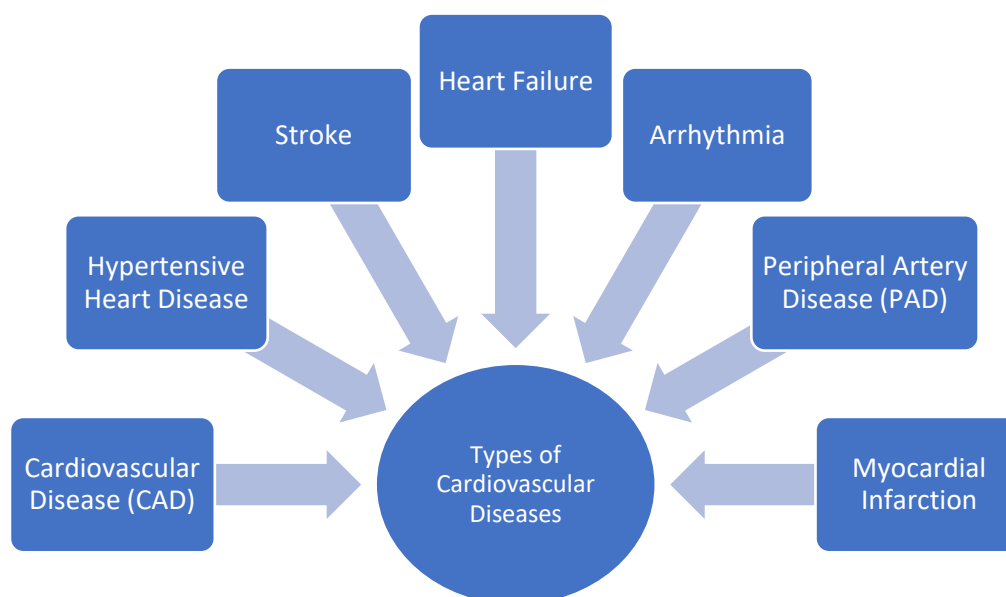 Heart Failure
Stroke
Arrhythmia
Hypertensive
Heart Disease
Peripheral Artery
Disease (PAD)
Cardiovascular
Disease (CAD)
Types of
Cardiovascular
Diseases
Myocardial
Infarction